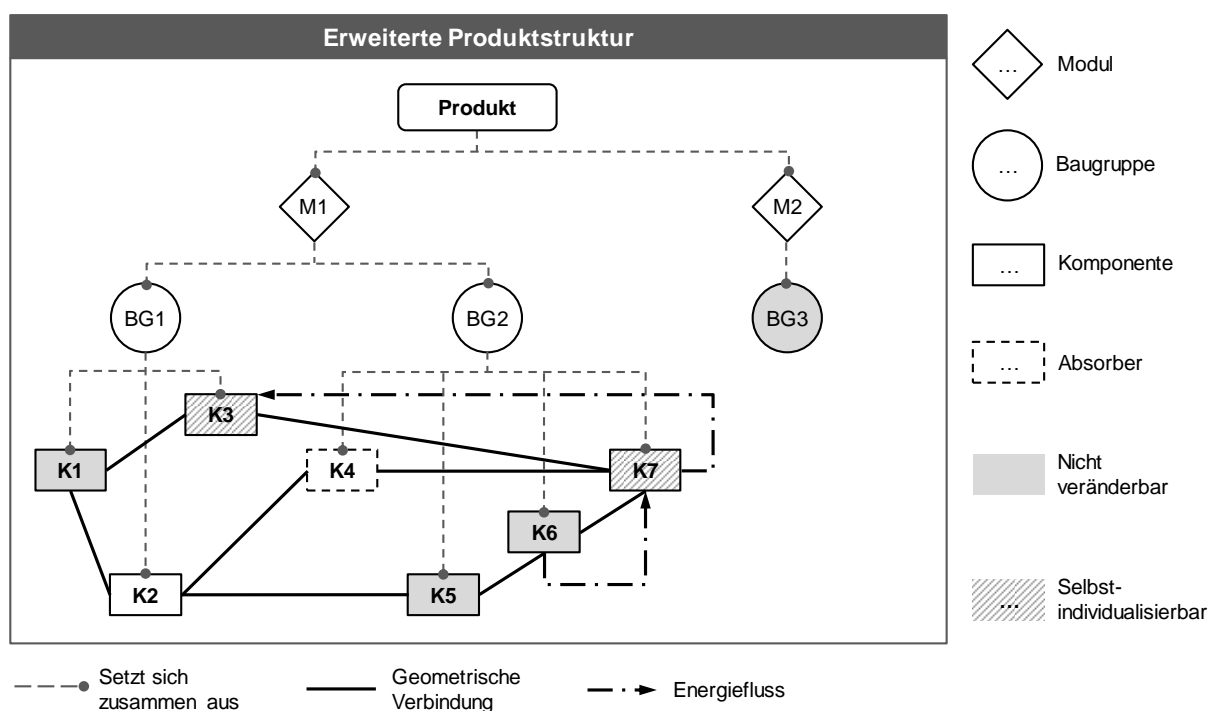 Erweiterte Produktstruktur
Produkt
M1
M2
BG1
BG2
BG3
K3
K1
K4
K7
K6
K2
K5
…
Modul
…
Baugruppe
…
Komponente
…
Absorber
Nicht
veränderbar
…
Selbst-
individualisierbar
Setzt sich
zusammen aus
Geometrische
Verbindung
Energiefluss